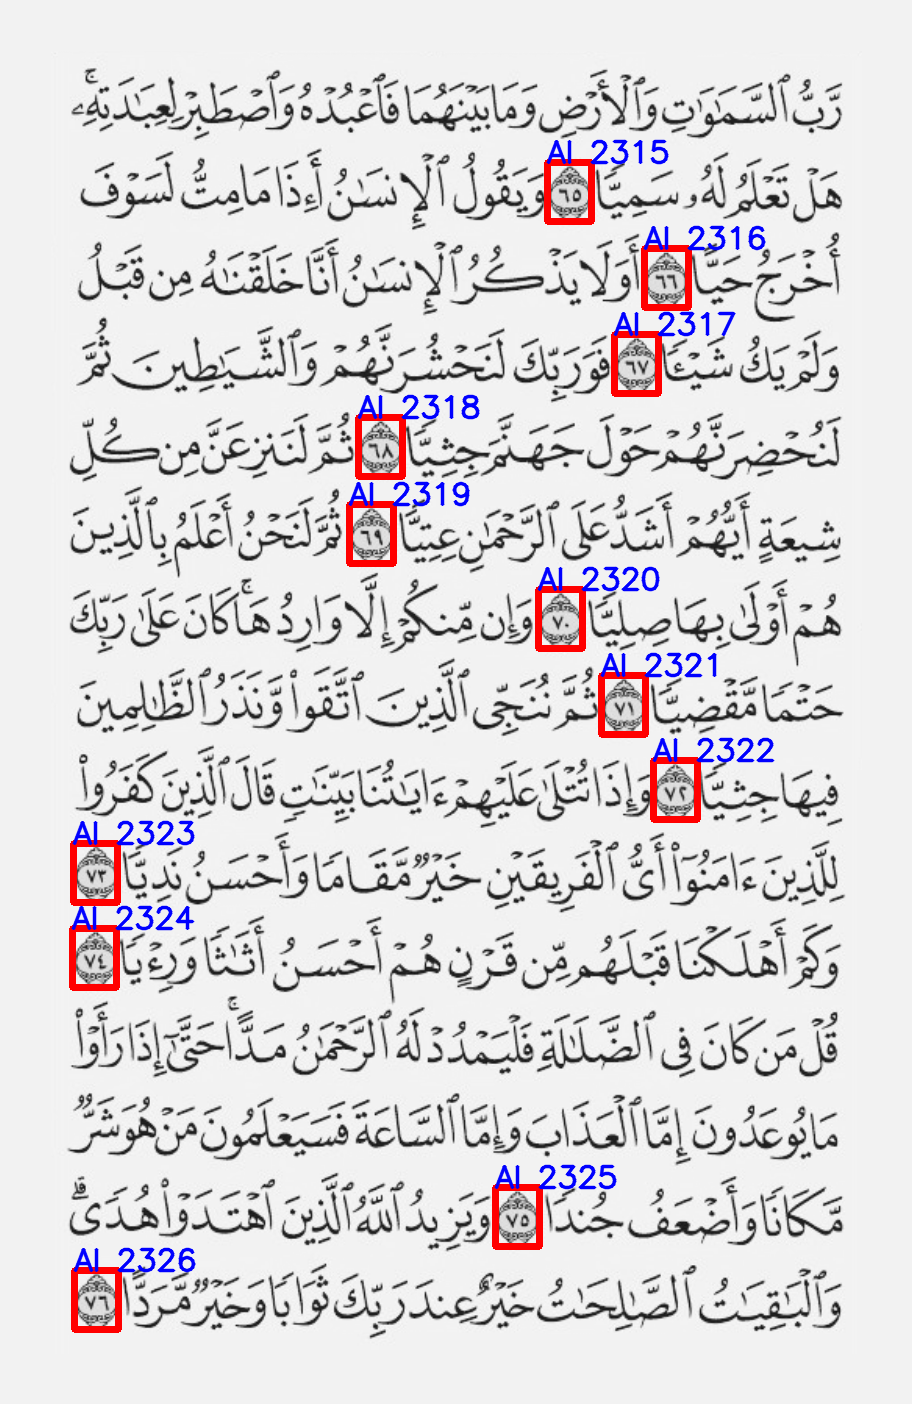 رَّبُّ ٱلسَّمَٰوَٰتِ وَٱلْأَرْضِ وَمَا بَيْنَهُمَا فَٱعْبُدْهُ وَٱصْطَبِرْ لِعِبَٰدَتِهِۦۚ
AI 2315
هَلْ تَعْلَمُ لَهُۥ سَمِيًّا ٦٥ وَيَقُولُ ٱلْإِنسَٰنُ أَءِذَا مَا مِتُّ لَسَوْفَ
AI 2316
أُخْرَجُ حَيًّا ٦٦ أَوَلَا يَذْكُرُ ٱلْإِنسَٰنُ أَنَّا خَلَقْنَٰهُ مِن قَبْلُ
AI 2317
وَلَمْ يَكُ شَيْـًٔا ٦٧ فَوَرَبِّكَ لَنَحْشُرَنَّهُمْ وَٱلشَّيَٰطِينَ ثُمَّ
AI 2318
لَنُحْضِرَنَّهُمْ حَوْلَ جَهَنَّمَ جِثِيًّا ٦٨ ثُمَّ لَنَنزِعَنَّ مِن كُلِّ
AI 2319
شِيعَةٍ أَيُّهُمْ أَشَدُّ عَلَى ٱلرَّحْمَٰنِ عِتِيًّا ٦٩ ثُمَّ لَنَحْنُ أَعْلَمُ بِٱلَّذِينَ
AI 2320
هُمْ أَوْلَىٰ بِهَا صِلِيًّا ٧٠ وَإِن مِّنكُمْ إِلَّا وَارِدُهَاۚ كَانَ عَلَىٰ رَبِّكَ
AI 2321
حَتْمًا مَّقْضِيًّا ٧١ ثُمَّ نُنَجِّى ٱلَّذِينَ ٱتَّقَوا۟ وَّنَذَرُ ٱلظَّٰلِمِينَ
AI 2322
فِيهَا جِثِيًّا ٧٢ وَإِذَا تُتْلَىٰ عَلَيْهِمْ ءَايَٰتُنَا بَيِّنَٰتٍ قَالَ ٱلَّذِينَ كَفَرُوا۟
AI 2323
لِلَّذِينَ ءَامَنُوٓا۟ أَىُّ ٱلْفَرِيقَيْنِ خَيْرٌ مَّقَامًا وَأَحْسَنُ نَدِيًّا ٧٣
AI 2324
وَكَمْ أَهْلَكْنَا قَبْلَهُم مِّن قَرْنٍ هُمْ أَحْسَنُ أَثَٰثًا وَرِءْيًا ٧٤
قُلْ مَن كَانَ فِى ٱلضَّلَٰلَةِ فَلْيَمْدُدْ لَهُ ٱلرَّحْمَٰنُ مَدًّاۚ حَتَّىٰٓ إِذَا رَأَوْا۟
مَا يُوعَدُونَ إِمَّا ٱلْعَذَابَ وَإِمَّا ٱلسَّاعَةَ فَسَيَعْلَمُونَ مَنْ هُوَ شَرٌّ
AI 2325
مَّكَانًا وَأَضْعَفُ جُندًا ٧٥ وَيَزِيدُ ٱللَّهُ ٱلَّذِينَ ٱهْتَدَوْا۟ هُدًىۗ
AI 2326
وَٱلْبَٰقِيَٰتُ ٱلصَّٰلِحَٰتُ خَيْرٌ عِندَ رَبِّكَ ثَوَابًا وَخَيْرٌ مَّرَدًّا ٧٦